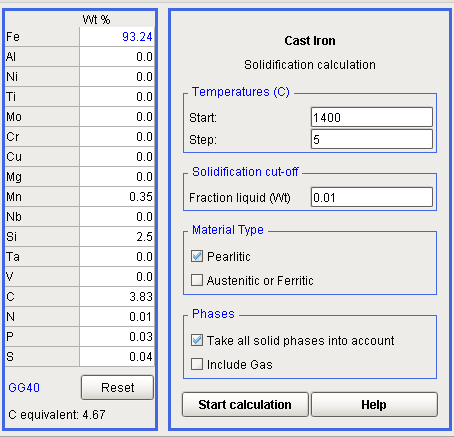 Wt %
Fe 93.24
Al 0.0
Ni 0.0
Ti 0.0
Mo 0.0
Cr 0.0
Cu 0.0
Mg 0.0
Mn 0.35
Nb 0.0
Si 2.5
Ta 0.0
V 0.0
C 3.83
N 0.01
P 0.03
S 0.04
GG40 Reset
C equivalent: 4.67
Cast Iron
Solidification calculation
Temperatures (C)
Start: 1400
Step: 5
Solidification cut-off
Fraction liquid (Wt) 0.01
Material Type
Pearlitic
Austenitic or Ferritic
Phases
Take all solid phases into account
Include Gas
Start calculation Help